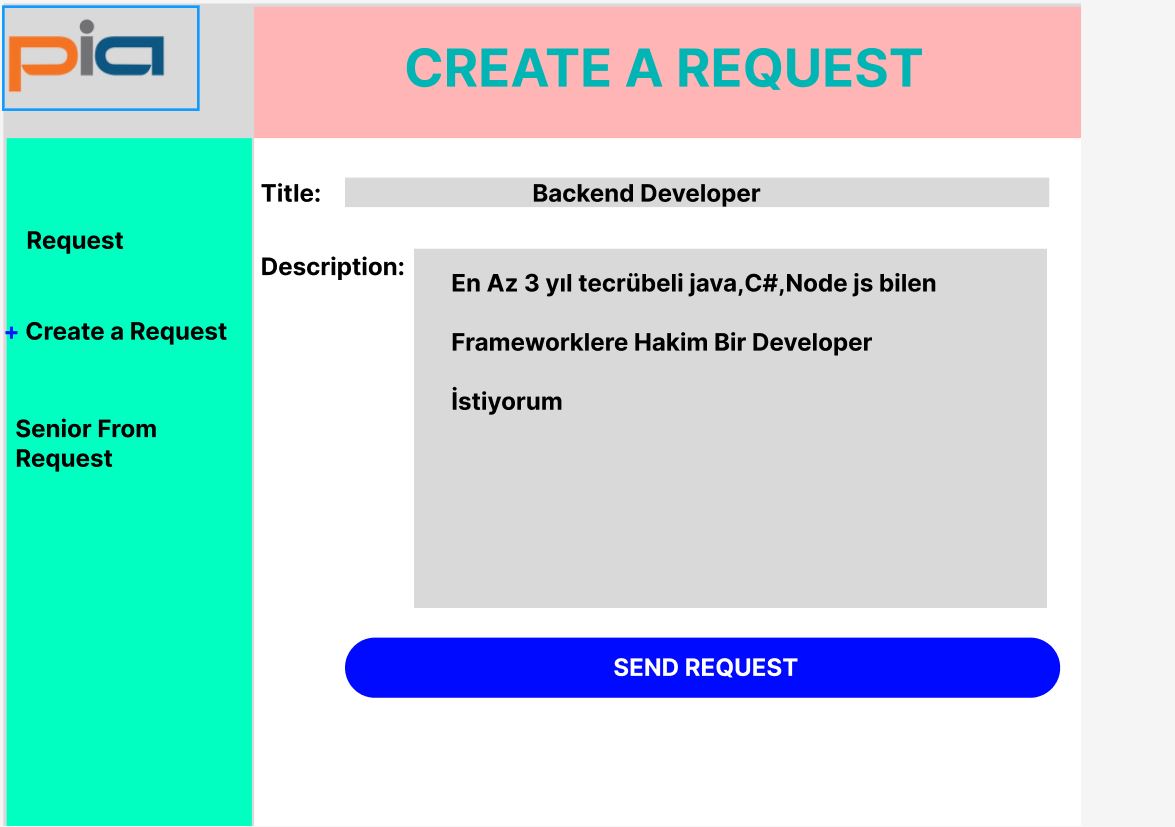 pia
CREATE A REQUEST
Request
+ Create a Request
Senior From
Request
Title:
Backend Developer
Description:
En Az 3 yıl tecrübeli java,C#,Node js bilen
Frameworklere Hakim Bir Developer
İstiyorum
SEND REQUEST